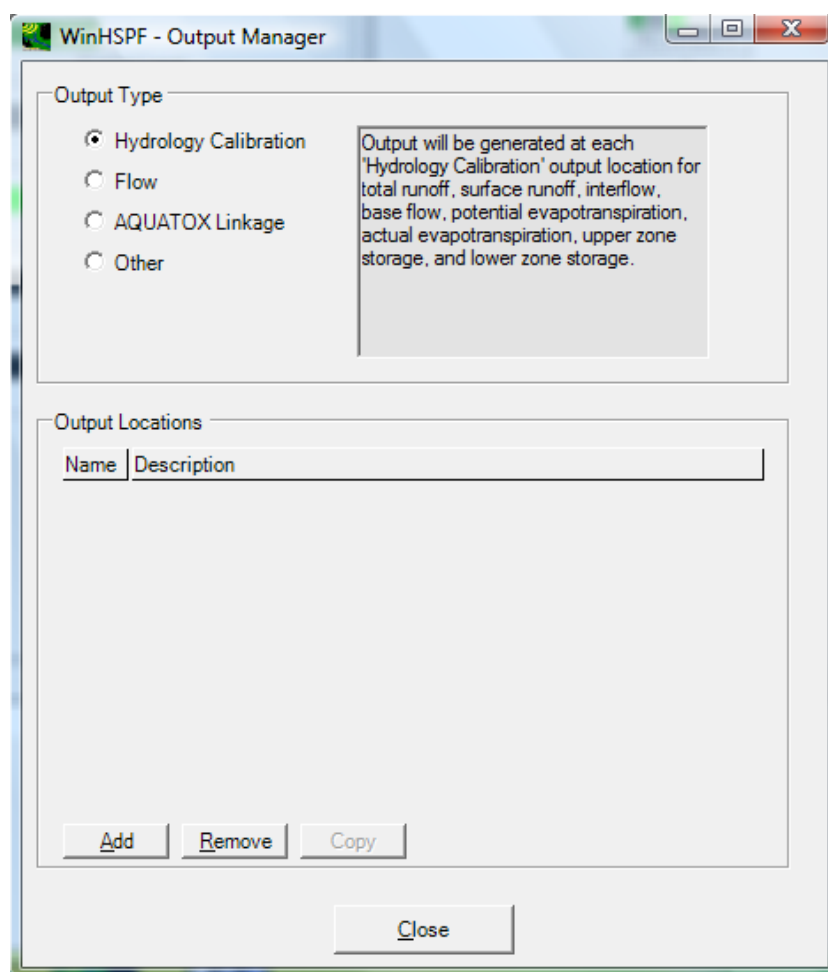 WinHSPF - Output Manager
Output Type
Hydrology Calibration
Flow
AQUATOX Linkage
Other
Output will be generated at each
'Hydrology Calibration' output location for
total runoff, surface runoff, interflow,
base flow, potential evapotranspiration,
actual evapotranspiration, upper zone
storage, and lower zone storage.
Output Locations
Name Description
Add Remove Copy
Close